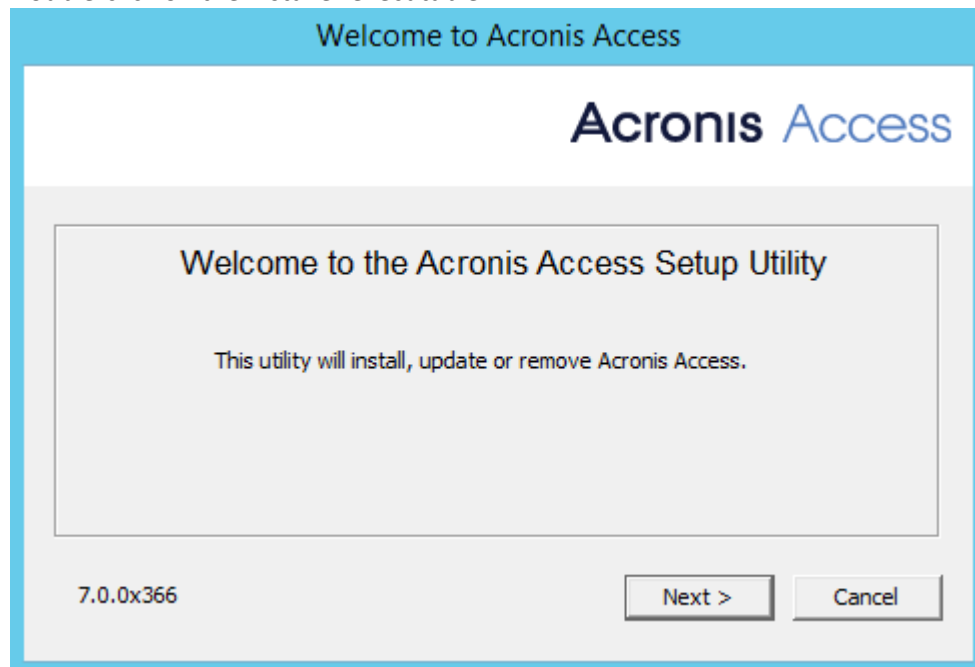 Welcome to Acronis Access
Acronis Access
Welcome to the Acronis Access Setup Utility
This utility will install, update or remove Acronis Access.
7.0.0x366
Next >
Cancel